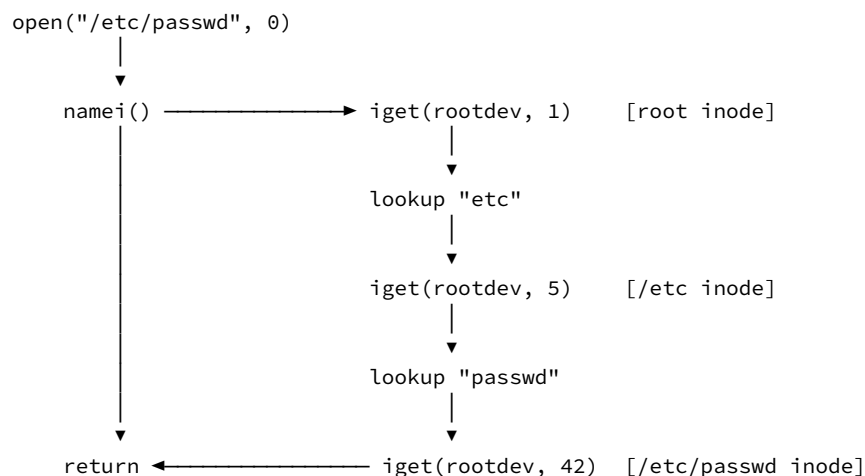 open("/etc/passwd", 0)
namei() iget(rootdev, 1) [root inode]
lookup "etc"
iget(rootdev, 5) [/etc inode]
lookup "passwd"
return iget(rootdev, 42) [/etc/passwd inode]